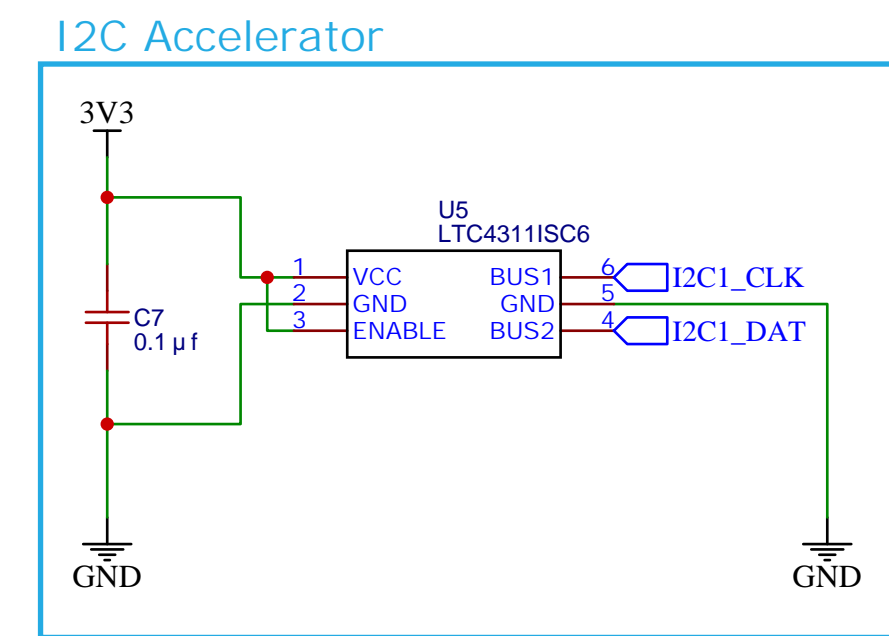 I2C Accelerator
3V3
U5
LTC4311ISC6
1 VCC BUS1 6 I2C1_CLK
2 GND GND 5
3 ENABLE BUS2 4 I2C1_DAT
C7
0.1 µf
GND GND